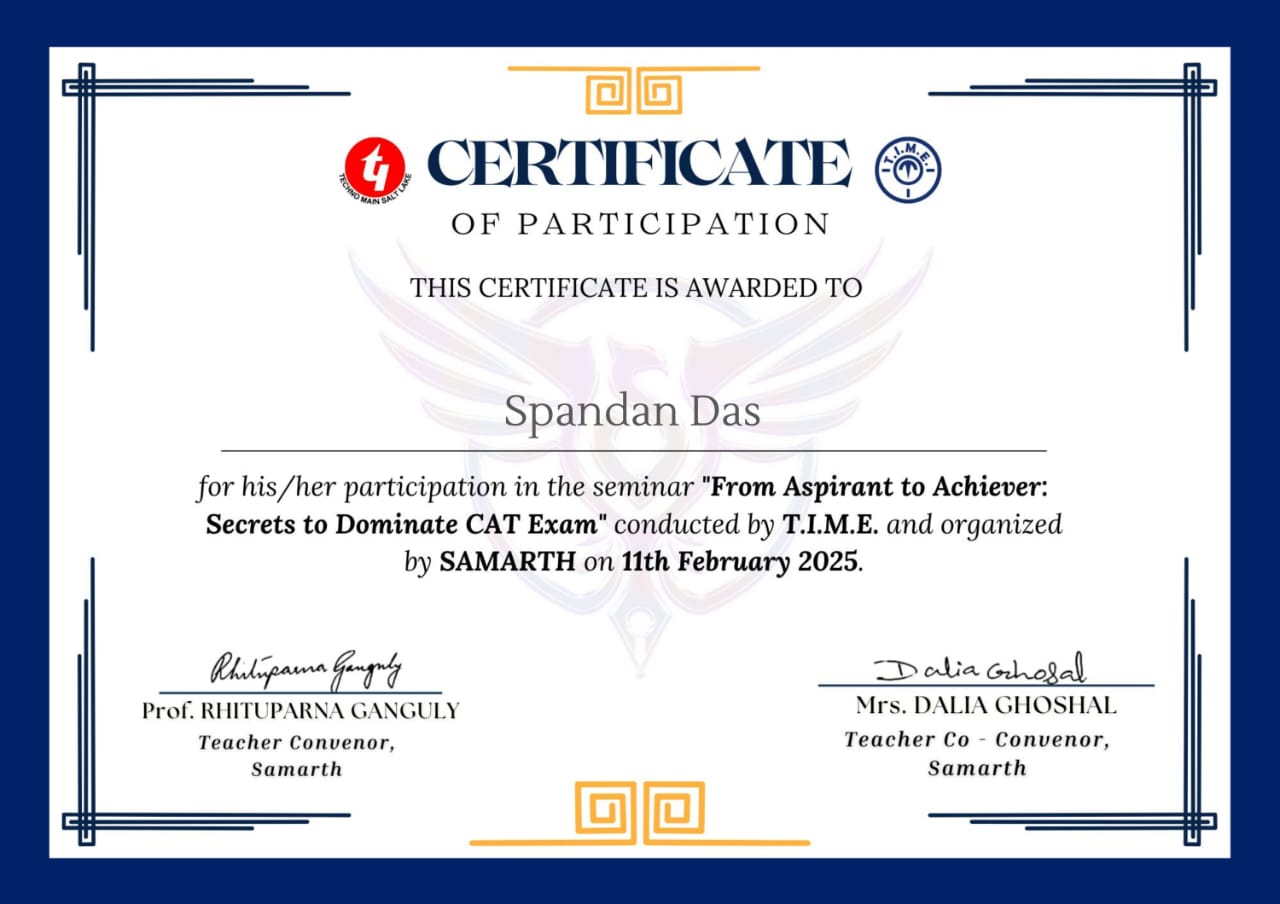 TECHNO MAIN SALT LAKE
CERTIFICATE
T.I.M.E.
OF PARTICIPATION
THIS CERTIFICATE IS AWARDED TO
Spandan Das
for his/her participation in the seminar "From Aspirant to Achiever:
Secrets to Dominate CAT Exam" conducted by T.I.M.E. and organized
by SAMARTH on 11th February 2025.
Rhituparna Ganguly
Prof. RHITUPARNA GANGULY
Teacher Convenor,
Samarth
Dalia Ghoshal
Mrs. DALIA GHOSHAL
Teacher Co - Convenor,
Samarth